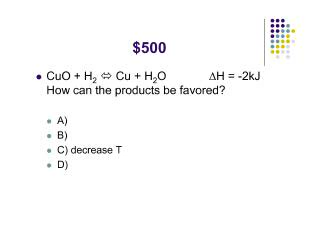 $500
CuO + H₂ ⇔ Cu + H₂O ΔH = -2kJ
How can the products be favored?
A)
B)
C) decrease T
D)